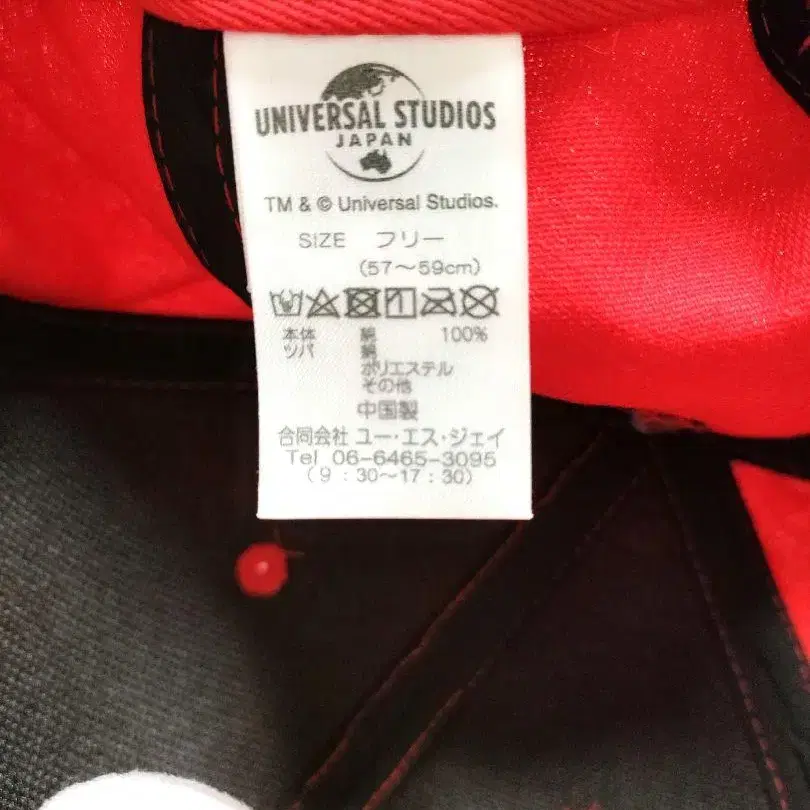 UNIVERSAL STUDIOS
JAPAN
TM & © Universal Studios.
SIZE フリー
(57〜59cm)
本体 綿 100%
ツバ 綿
ポリエステル
その他
中国製
合同会社 ユー・エス・ジェイ
Tel 06-6465-3095
(9:30〜17:30)